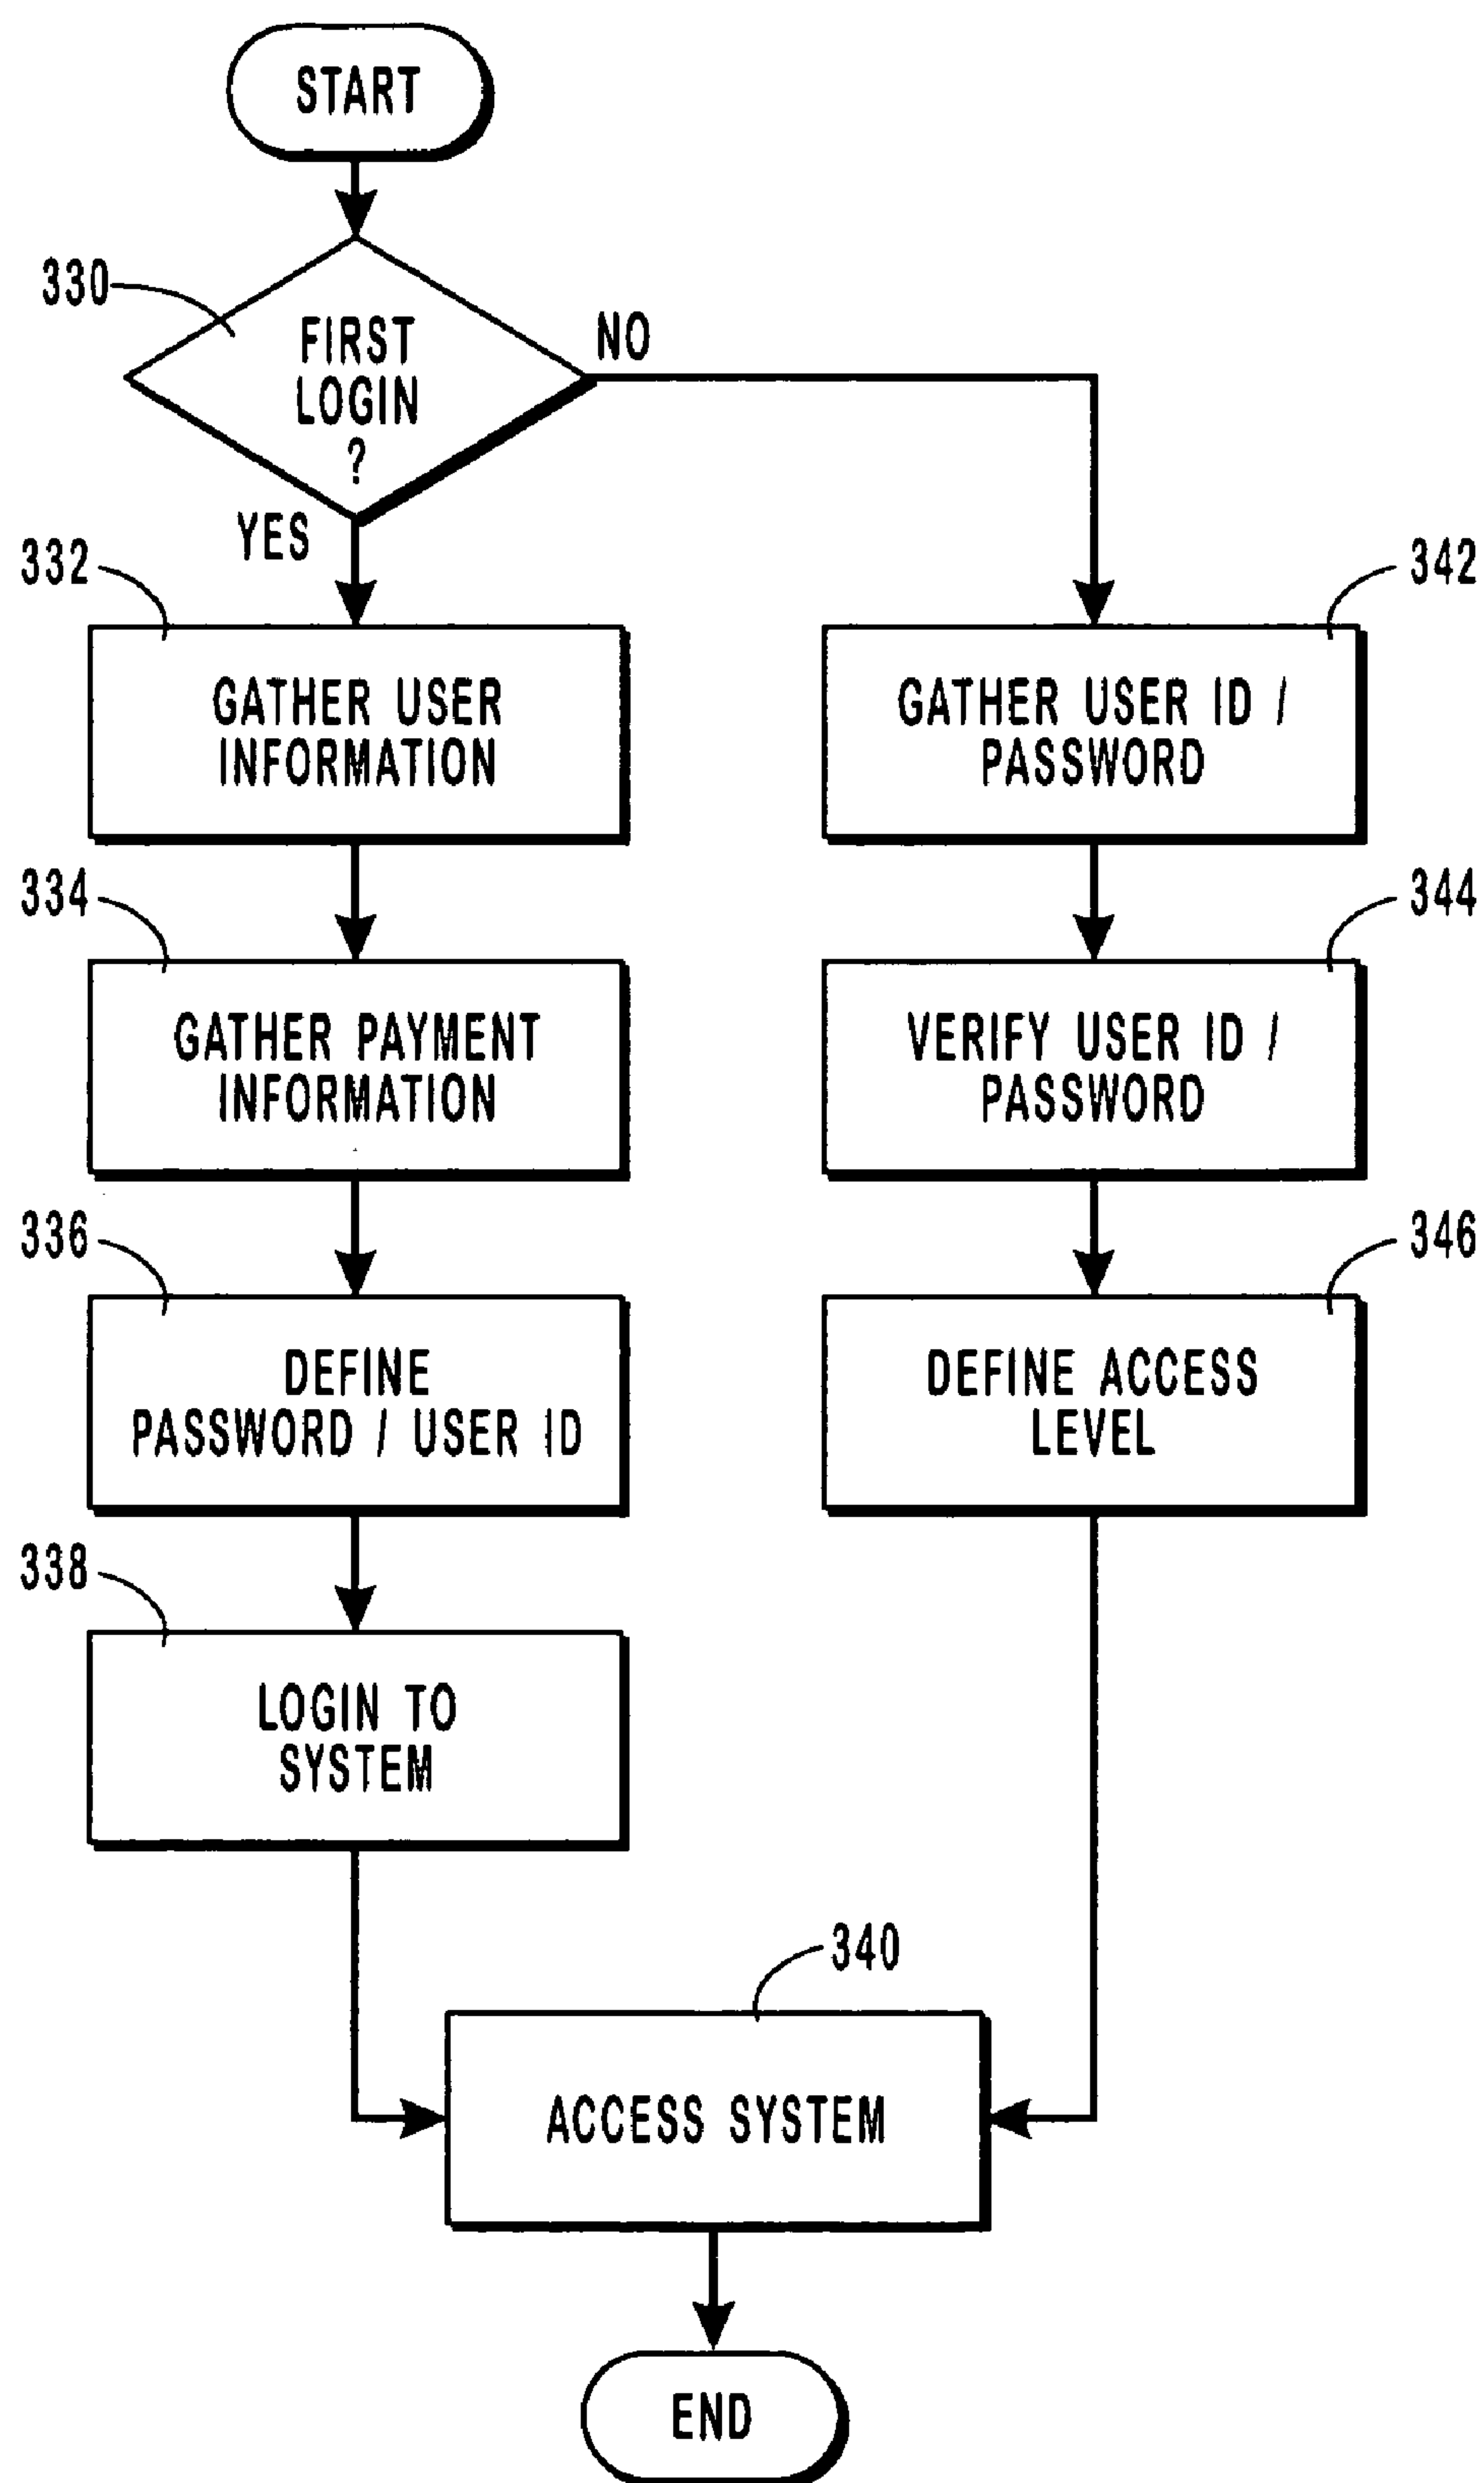 START
330
FIRST
LOGIN
?
NO
YES
332
GATHER USER
INFORMATION
342
GATHER USER ID /
PASSWORD
334
GATHER PAYMENT
INFORMATION
344
VERIFY USER ID /
PASSWORD
336
DEFINE
PASSWORD / USER ID
346
DEFINE ACCESS
LEVEL
338
LOGIN TO
SYSTEM
340
ACCESS SYSTEM
END